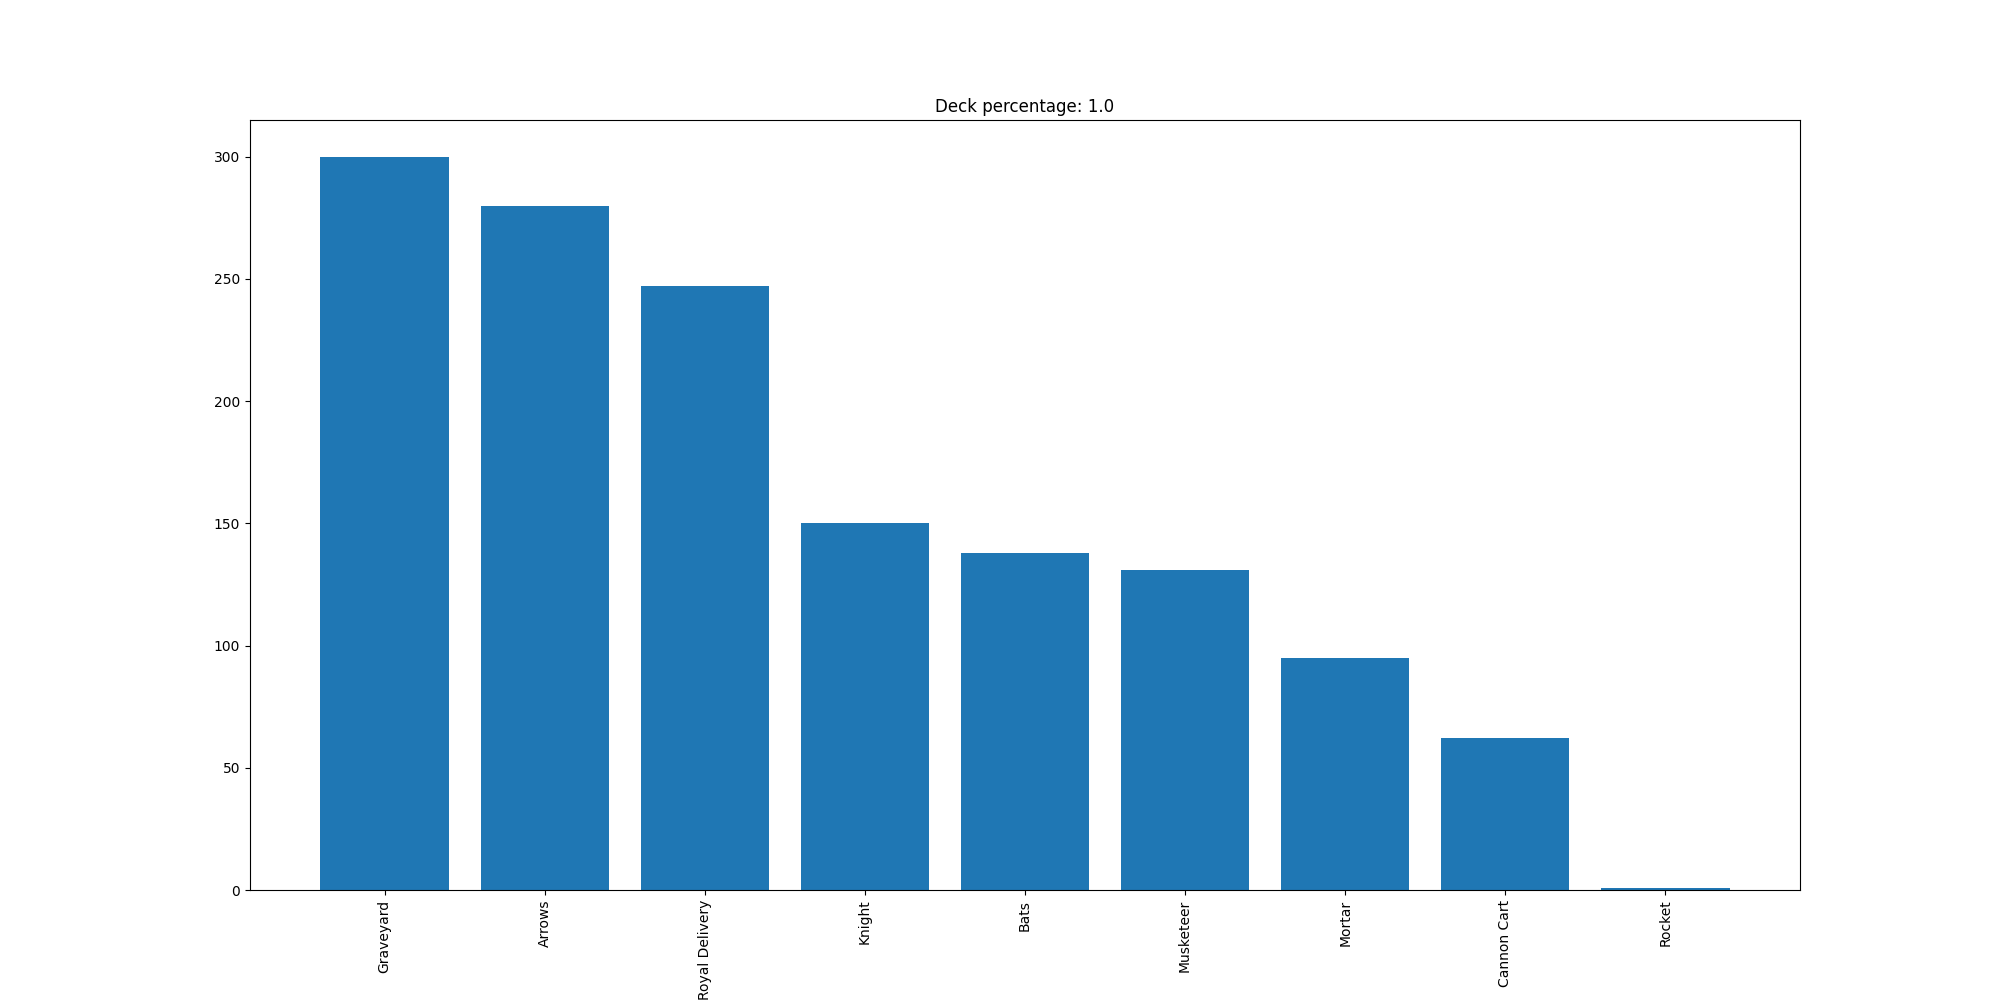 Deck percentage: 1.0
300
250
200
150
100
50
0
Graveyard
Arrows
Royal Delivery
Knight
Bats
Musketeer
Mortar
Cannon Cart
Rocket